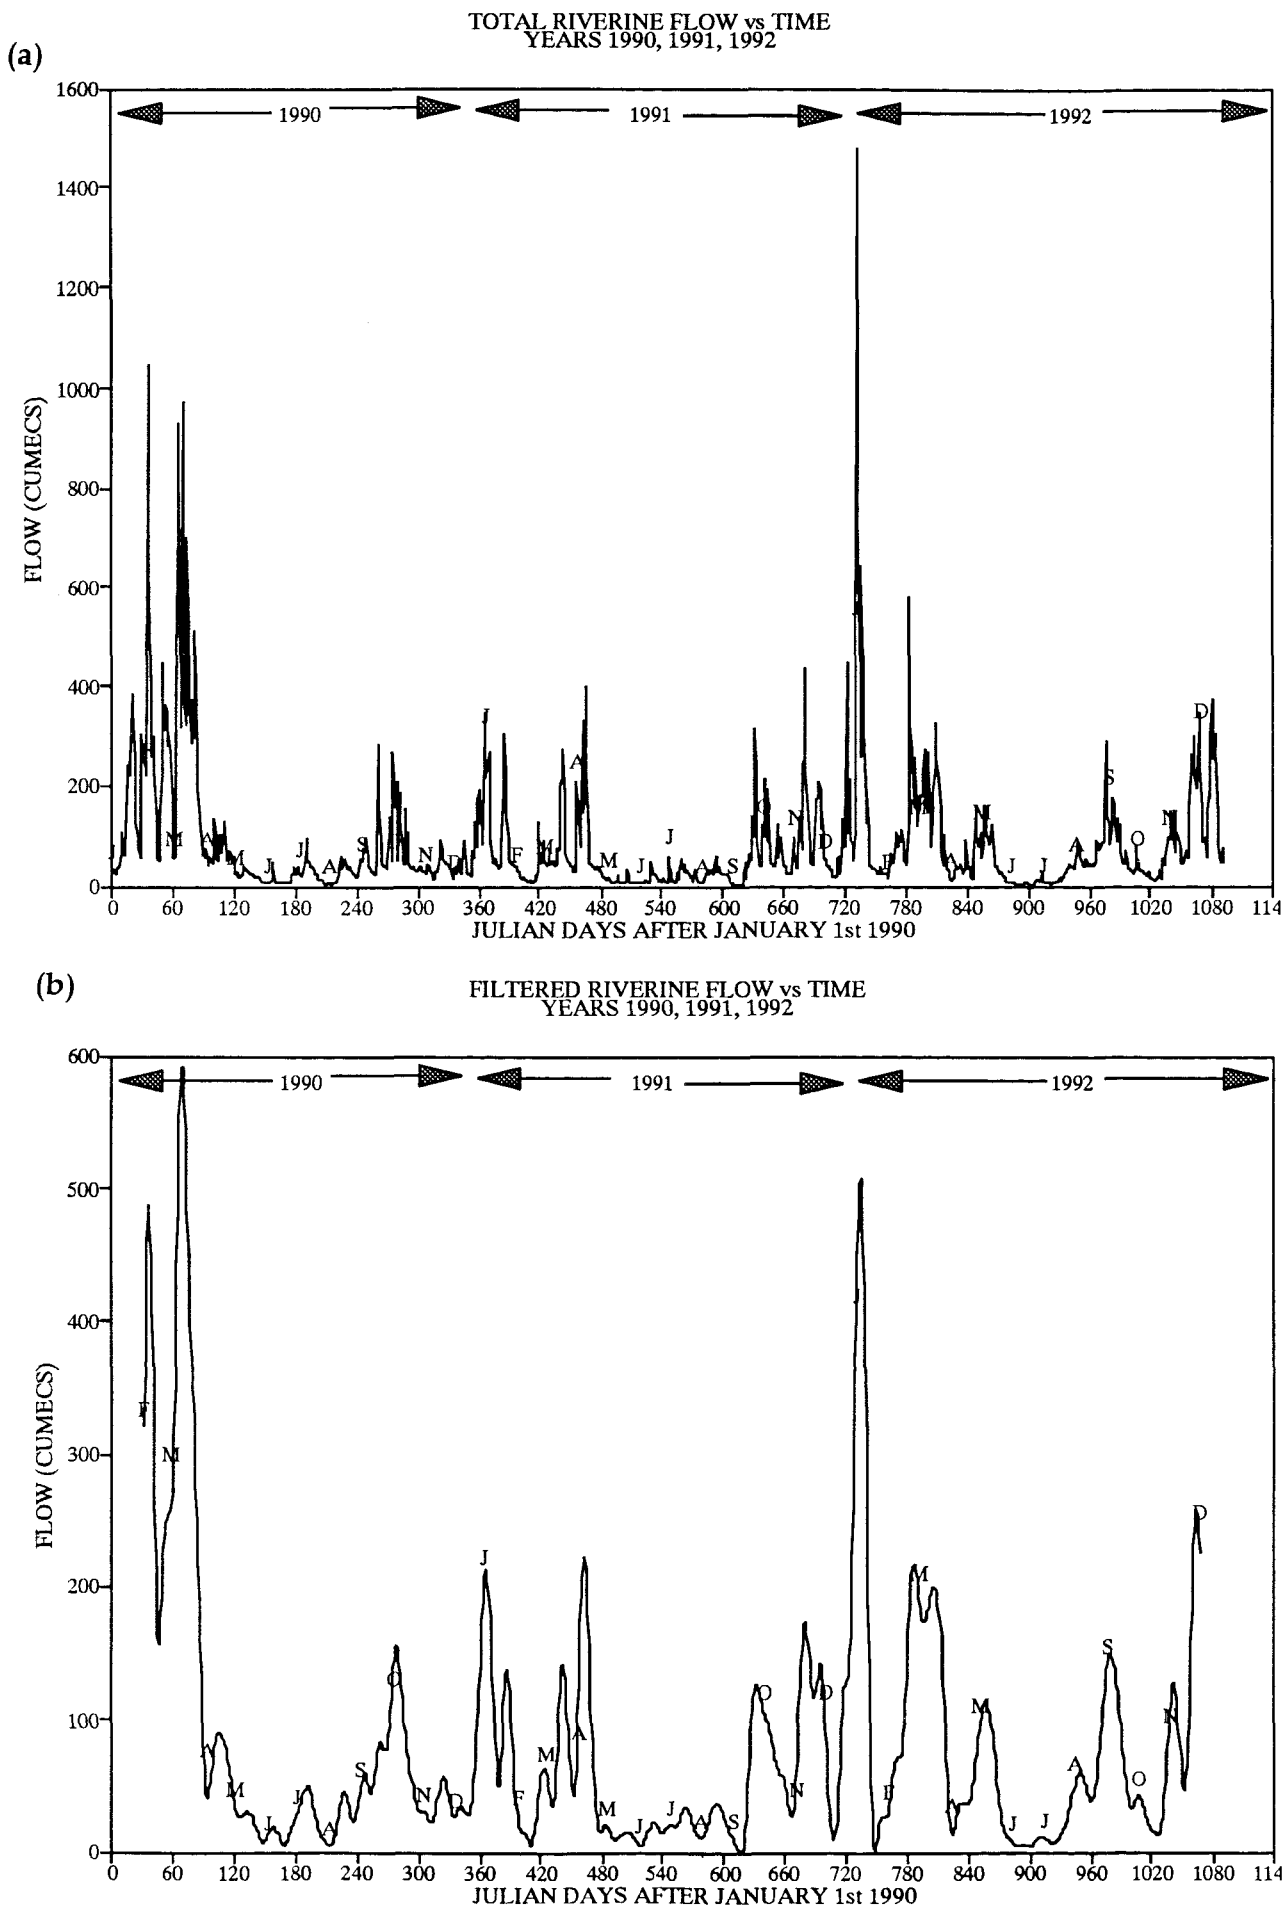 TOTAL RIVERINE FLOW vs TIME
YEARS 1990, 1991, 1992
(a)
1600
1990
1991
1992
1400
1200
1000
800
600
400
200
0
FLOW (CUMECS)
M A M J J A S N D J F M A M J J A S O N D F M A M J J A S O N D
0 60 120 180 240 300 360 420 480 540 600 660 720 780 840 900 960 1020 1080 114
JULIAN DAYS AFTER JANUARY 1st 1990
(b)
FILTERED RIVERINE FLOW vs TIME
YEARS 1990, 1991, 1992
600
1990
1991
1992
500
400
300
200
100
0
FLOW (CUMECS)
F M A M J J A S O N D J F M A M J J A S O N D J F M A M J J A S O N D
0 60 120 180 240 300 360 420 480 540 600 660 720 780 840 900 960 1020 1080 114
JULIAN DAYS AFTER JANUARY 1st 1990